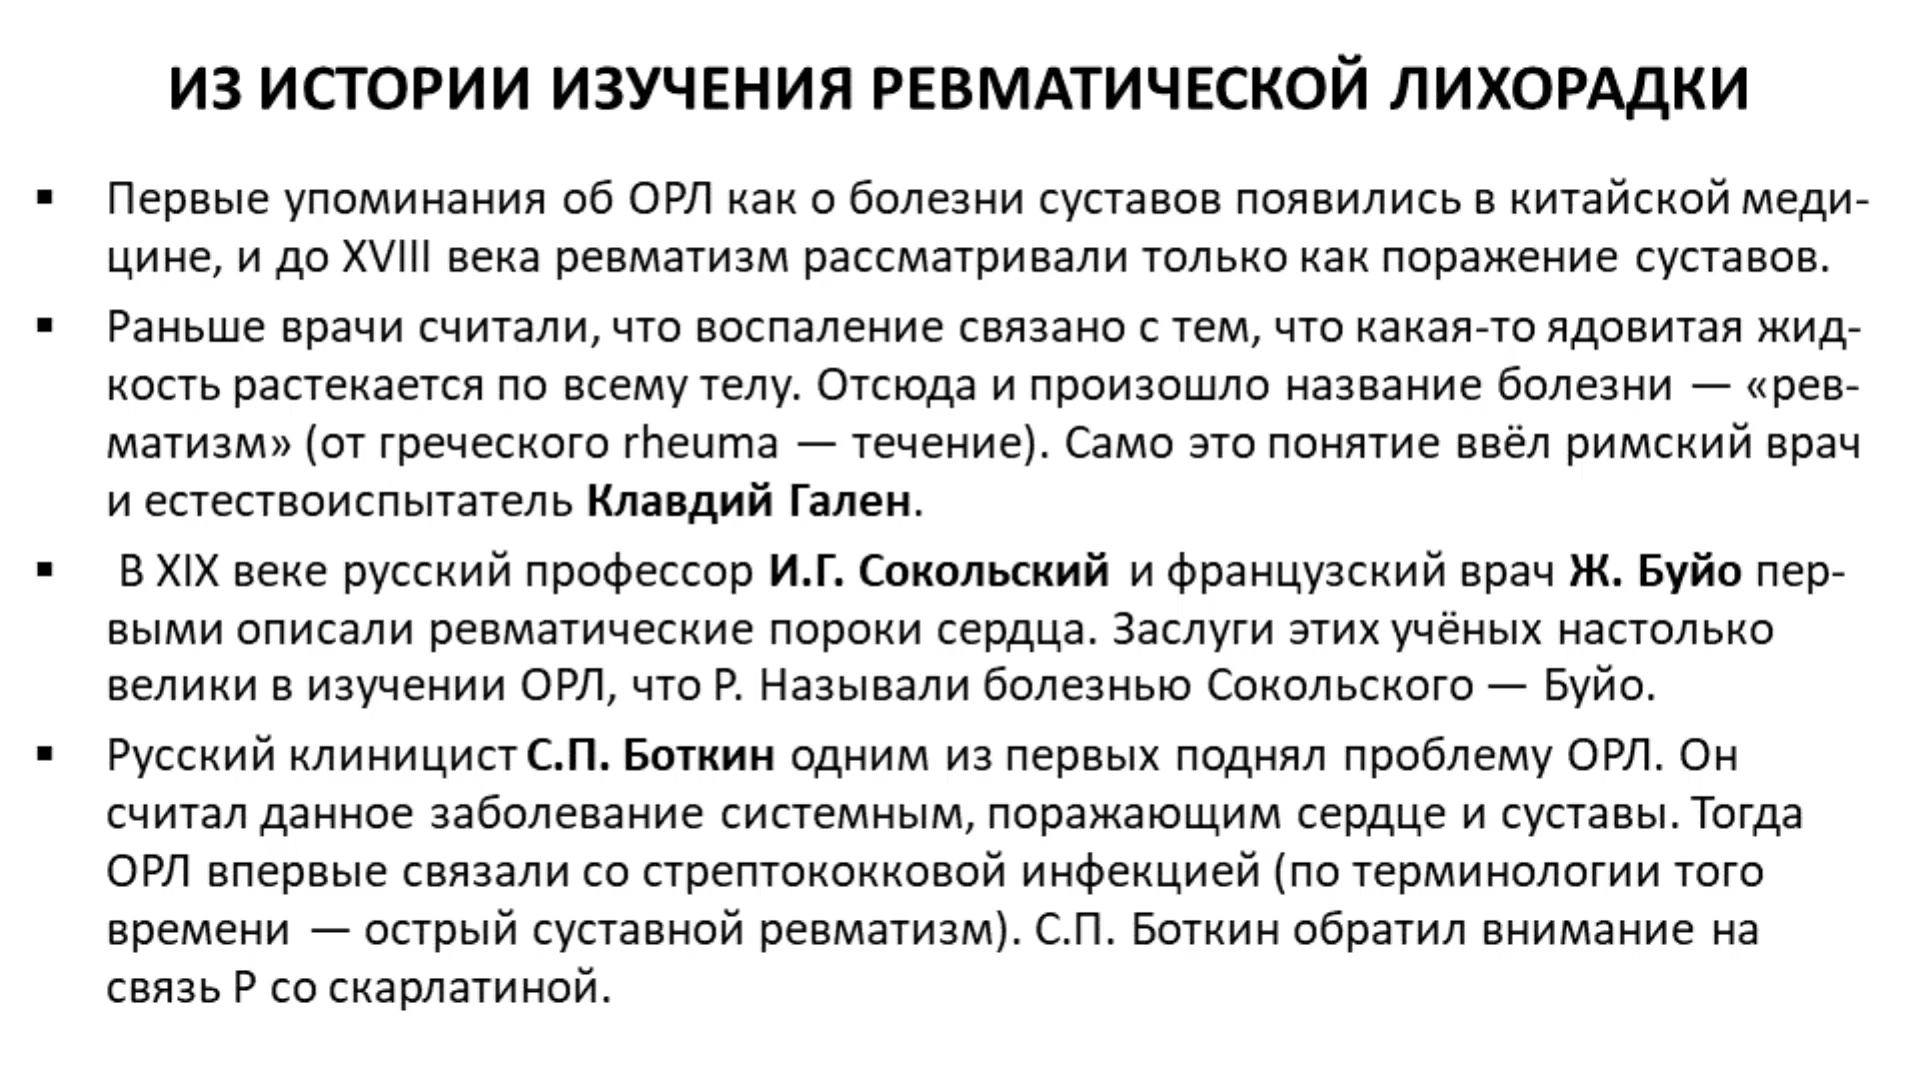 ИЗ ИСТОРИИ ИЗУЧЕНИЯ РЕВМАТИЧЕСКОЙ ЛИХОРАДКИ
▪ Первые упоминания об ОРЛ как о болезни суставов появились в китайской меди-
цине, и до XVIII века ревматизм рассматривали только как поражение суставов.
▪ Раньше врачи считали, что воспаление связано с тем, что какая-то ядовитая жид-
кость растекается по всему телу. Отсюда и произошло название болезни — «рев-
матизм» (от греческого rheuma — течение). Само это понятие ввёл римский врач
и естествоиспытатель Клавдий Гален.
▪ В XIX веке русский профессор И.Г. Сокольский и французский врач Ж. Буйо пер-
выми описали ревматические пороки сердца. Заслуги этих учёных настолько
велики в изучении ОРЛ, что Р. Называли болезнью Сокольского — Буйо.
▪ Русский клиницист С.П. Боткин одним из первых поднял проблему ОРЛ. Он
считал данное заболевание системным, поражающим сердце и суставы. Тогда
ОРЛ впервые связали со стрептококковой инфекцией (по терминологии того
времени — острый суставной ревматизм). С.П. Боткин обратил внимание на
связь Р со скарлатиной.